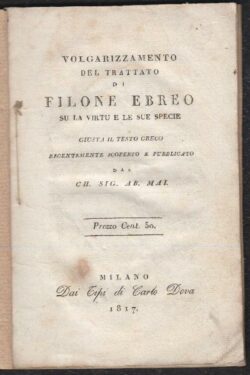 VOLGARIZZAMENTO
DEL TRATTATO
DI
FILONE EBREO
SU LA VIRTU E LE SUE SPECIE
GIUSTA IL TESTO GRECO
RECENTEMENTE SCOPERTO E PUBBLICATO
DAL
CH. SIG. AB. MAI.
Prezzo Cent. 50.
MILANO
Dai Tipi di Carlo Dova
1817.